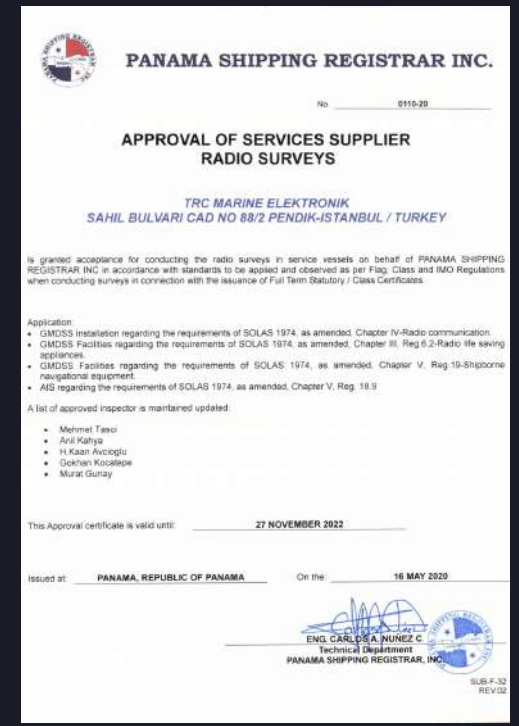 PANAMA SHIPPING REGISTRAR INC.
No. 0110-20
APPROVAL OF SERVICES SUPPLIER
RADIO SURVEYS
TRC MARINE ELEKTRONIK
SAHIL BULVARI CAD NO 88/2 PENDIK-ISTANBUL / TURKEY
Is granted acceptance for conducting the radio surveys in service vessels on behalf of PANAMA SHIPPING
REGISTRAR INC in accordance with standards to be applied and observed as per Flag, Class and IMO Regulations
when conducting surveys in connection with the issuance of Full Term Statutory / Class Certificates.
Application:
• GMDSS Installation regarding the requirements of SOLAS 1974, as amended, Chapter IV-Radio communication.
• GMDSS Facilities regarding the requirements of SOLAS 1974, as amended, Chapter III, Reg.6.2-Radio life saving
appliances.
• GMDSS Facilities regarding the requirements of SOLAS 1974, as amended, Chapter V, Reg.19-Shipborne
navigational equipment.
• AIS regarding the requirements of SOLAS 1974, as amended, Chapter V, Reg. 18.9
A list of approved inspector is maintained updated:
• Mehmet Tasci
• Anil Kahya
• H.Kaan Avcioglu
• Gokhan Kocatepe
• Murat Gunay
This Approval certificate is valid until: 27 NOVEMBER 2022
Issued at: PANAMA, REPUBLIC OF PANAMA On the: 16 MAY 2020
ENG. CARLOS A. NUÑEZ C.
Technical Department
PANAMA SHIPPING REGISTRAR, INC.
SUB-F-32
REV.02